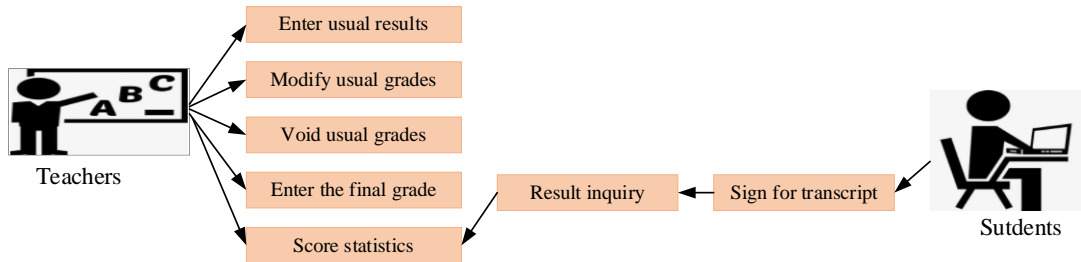 Enter usual results
Modify usual grades
Void usual grades
Enter the final grade
Score statistics
Result inquiry
Sign for transcript
A B C
Teachers
Sutdents